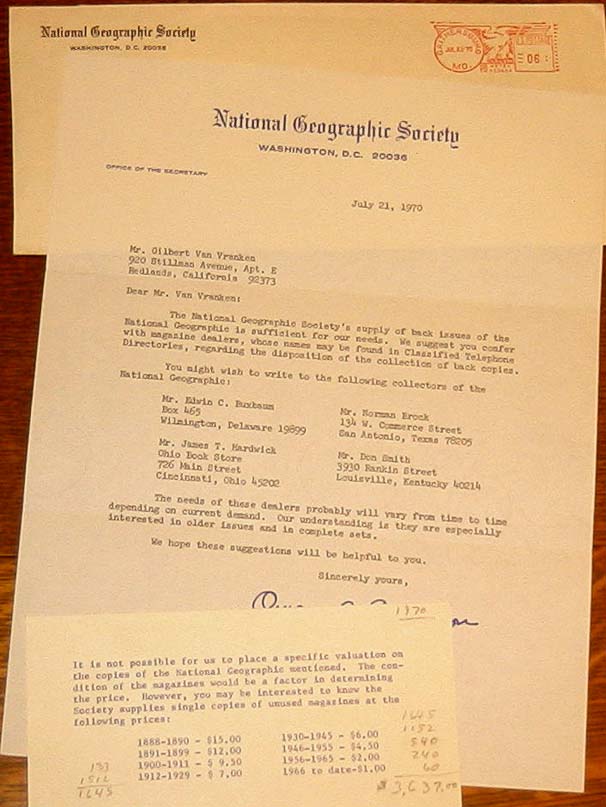 National Geographic Society
WASHINGTON, D.C. 20036
GAITHERSBURG
MD.
06
National Geographic Society
WASHINGTON, D.C. 20036
OFFICE OF THE SECRETARY
July 21, 1970
Mr. Gilbert Van Vranken
920 Stillman Avenue, Apt. E
Redlands, California 92373
Dear Mr. Van Vranken:
The National Geographic Society's supply of back issues of the
National Geographic is sufficient for our needs. We suggest you confer
with magazine dealers, whose names may be found in Classified Telephone
Directories, regarding the disposition of the collection of back copies.
You might wish to write to the following collectors of the
National Geographic:
Mr. Edwin C. Buxbaum
Box 465
Wilmington, Delaware 19899
Mr. Norman Brock
134 W. Commerce Street
San Antonio, Texas 78205
Mr. James T. Hardwick
Ohio Book Store
726 Main Street
Cincinnati, Ohio 45202
Mr. Don Smith
3930 Rankin Street
Louisville, Kentucky 40214
The needs of these dealers probably will vary from time to time
depending on current demand. Our understanding is they are especially
interested in older issues and in complete sets.
We hope these suggestions will be helpful to you.
Sincerely yours,
1970
It is not possible for us to place a specific valuation on
the copies of the National Geographic mentioned. The con-
dition of the magazines would be a factor in determining
the price. However, you may be interested to know the
Society supplies single copies of unused magazines at the
following prices:
1888-1890 - $15.00
1891-1899 - $12.00
1900-1911 - $ 9.50
1912-1929 - $ 7.00
1930-1945 - $6.00
1946-1955 - $4.50
1956-1965 - $2.00
1966 to date-$1.00
133
1512
1645
1645
1152
540
240
60
$3,637.00